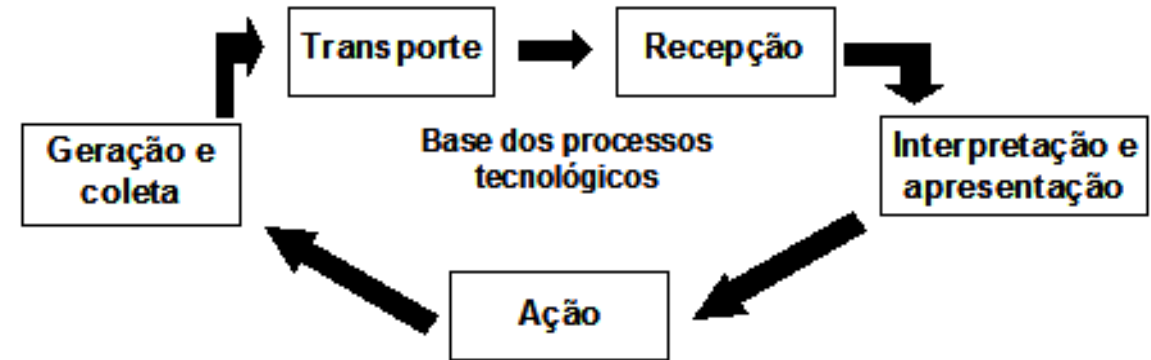 Transporte
Recepção
Geração e
coleta
Base dos processos
tecnológicos
Interpretação e
apresentação
Ação